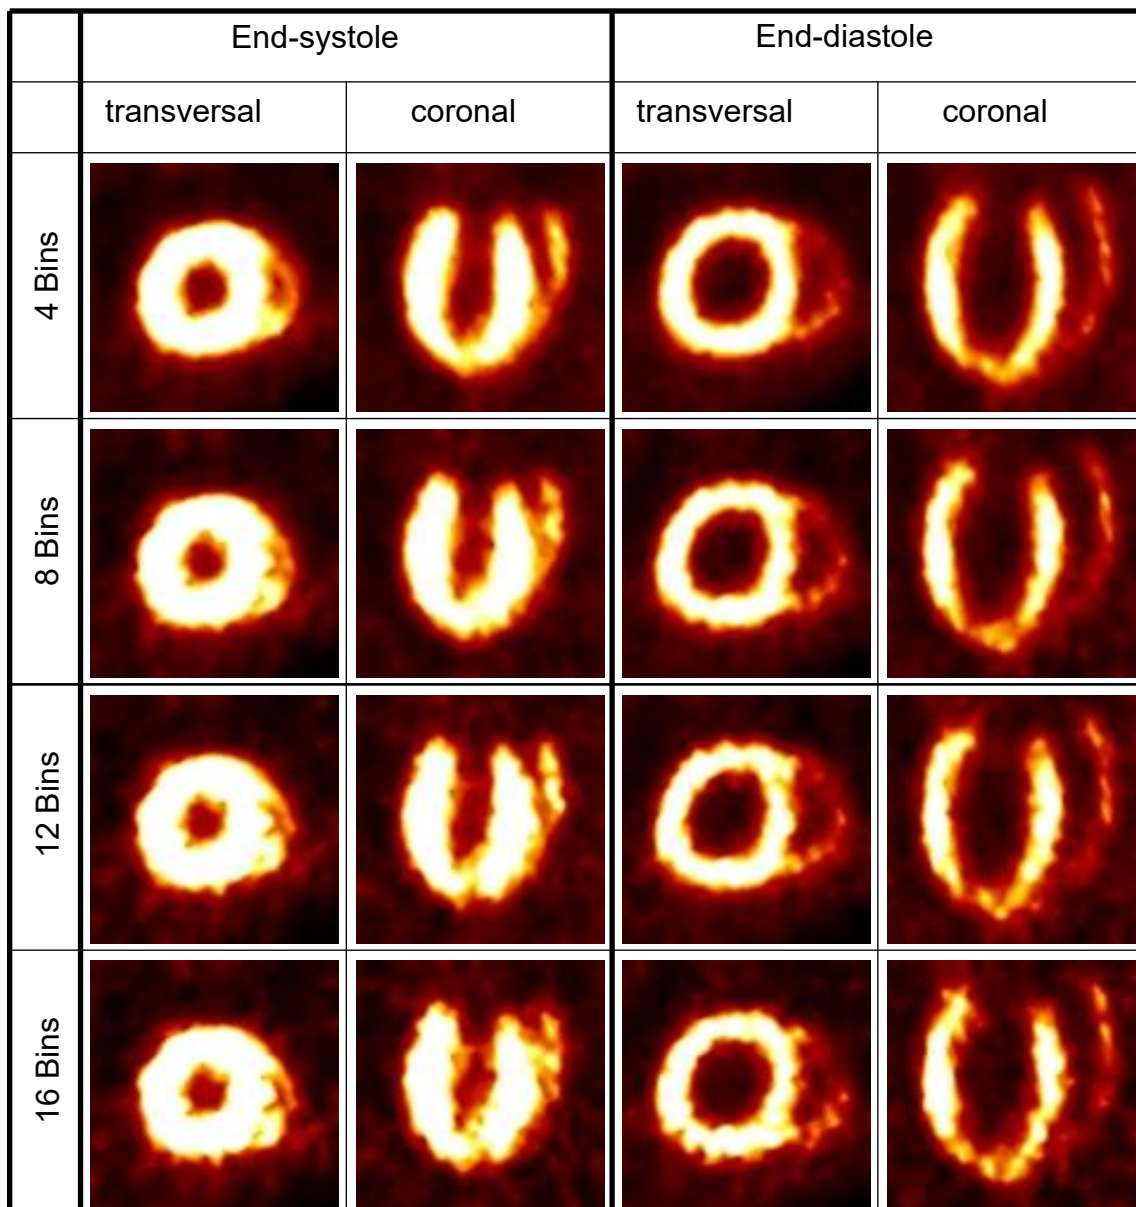 End-systole
End-diastole
transversal
coronal
transversal
coronal
4 Bins
8 Bins
12 Bins
16 Bins